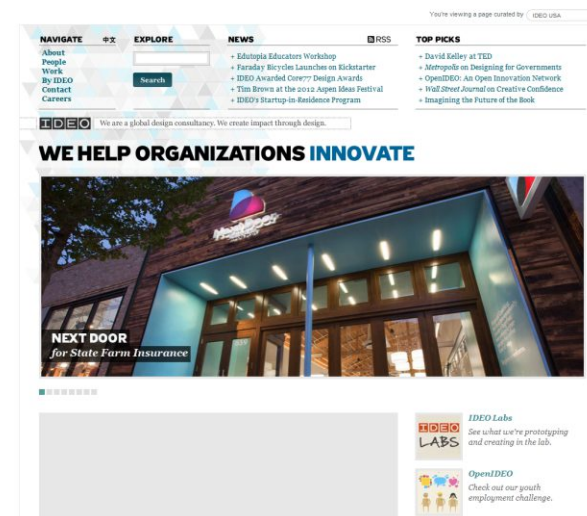 You're viewing a page curated by IDEO USA
NAVIGATE 中文
About
People
Work
By IDEO
Contact
Careers
EXPLORE
Search
NEWS RSS
+ Edutopia Educators Workshop
+ Faraday Bicycles Launches on Kickstarter
+ IDEO Awarded Core77 Design Awards
+ Tim Brown at the 2012 Aspen Ideas Festival
+ IDEO's Startup-in-Residence Program
TOP PICKS
+ David Kelley at TED
+ Metropolis on Designing for Governments
+ OpenIDEO: An Open Innovation Network
+ Wall Street Journal on Creative Confidence
+ Imagining the Future of the Book
IDEO We are a global design consultancy. We create impact through design.
WE HELP ORGANIZATIONS INNOVATE
Next Door
NEXT DOOR
for State Farm Insurance
IDEO
LABS
IDEO Labs
See what we're prototyping
and creating in the lab.
OpenIDEO
Check out our youth
employment challenge.